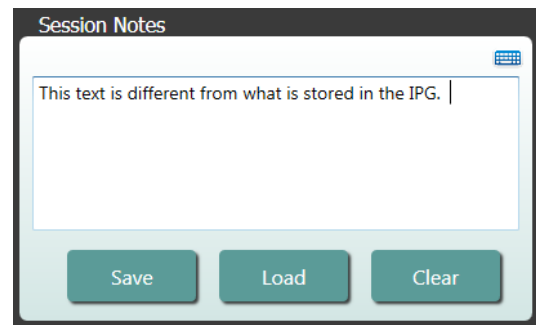 Session Notes
This text is different from what is stored in the IPG.
Save Load Clear